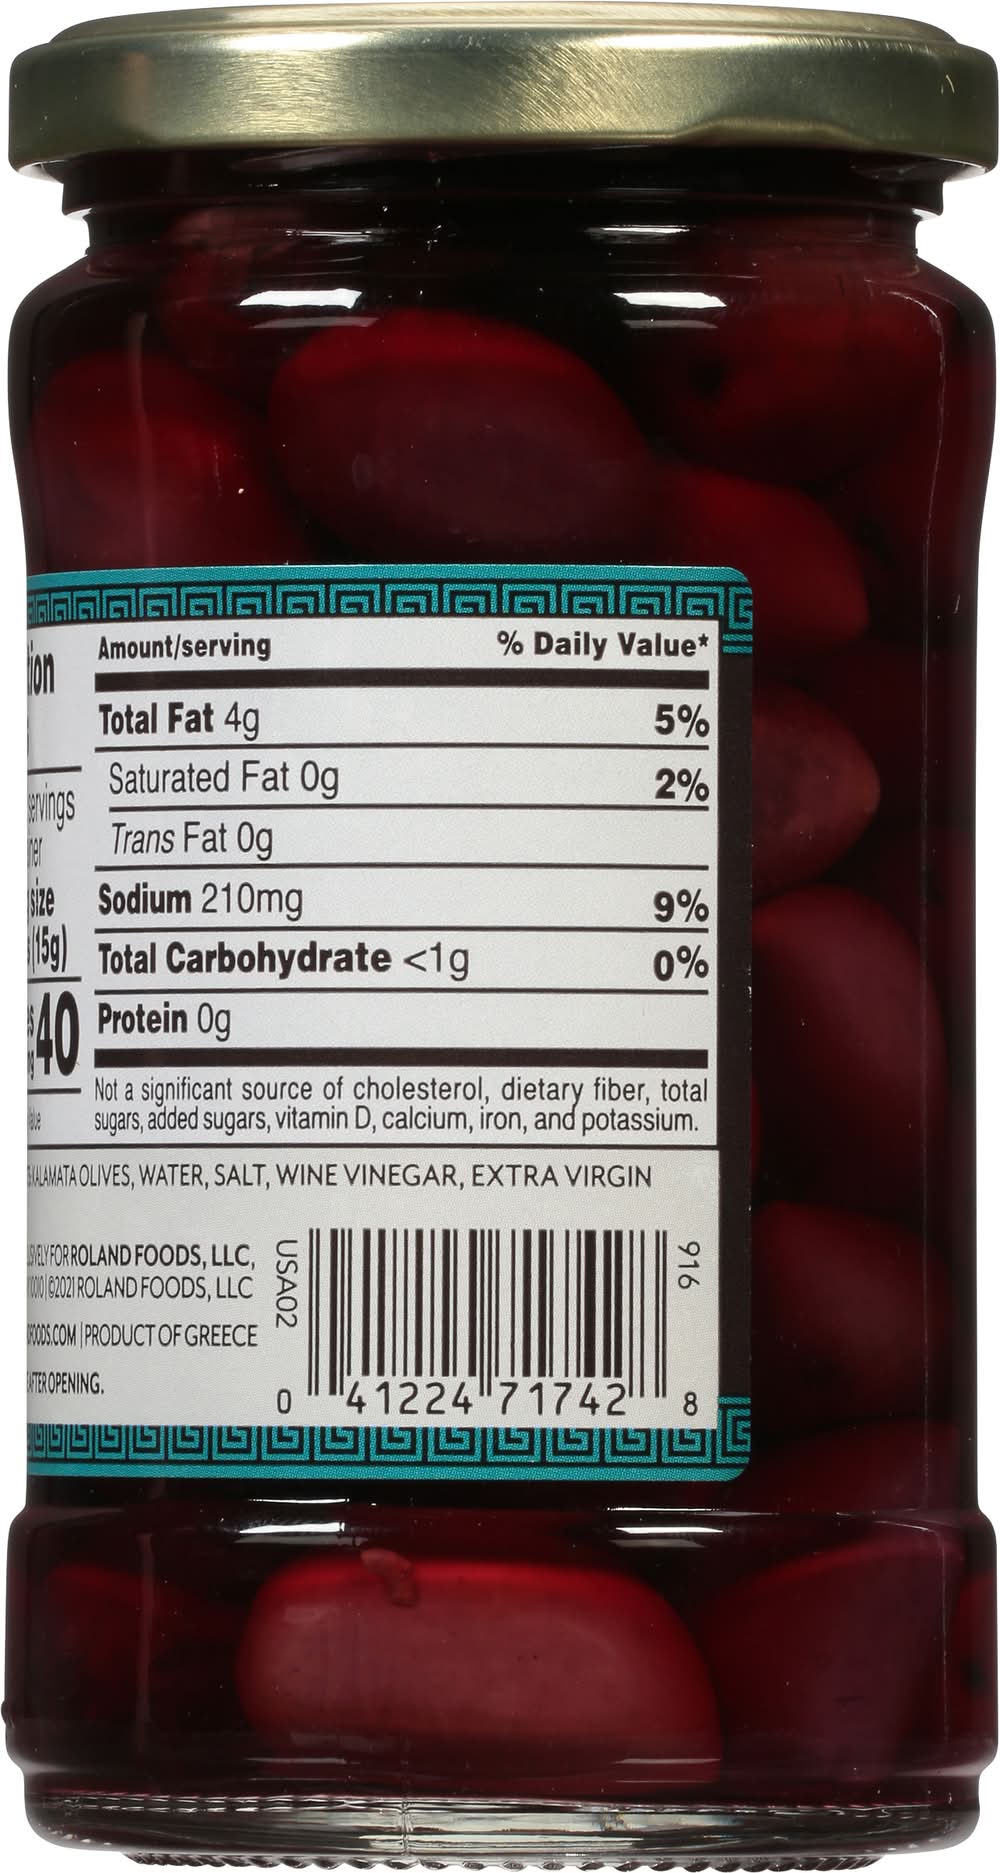 Amount/serving % Daily Value*
Total Fat 4g 5%
Saturated Fat 0g 2%
Trans Fat 0g
Sodium 210mg 9%
Total Carbohydrate <1g 0%
Protein 0g
Not a significant source of cholesterol, dietary fiber, total
sugars, added sugars, vitamin D, calcium, iron, and potassium.
size
(15g)
40
KALAMATA OLIVES, WATER, SALT, WINE VINEGAR, EXTRA VIRGIN
FOR ROLAND FOODS, LLC,
©2021 ROLAND FOODS, LLC
| PRODUCT OF GREECE
AFTER OPENING.
USA02
916
0 41224 71742 8